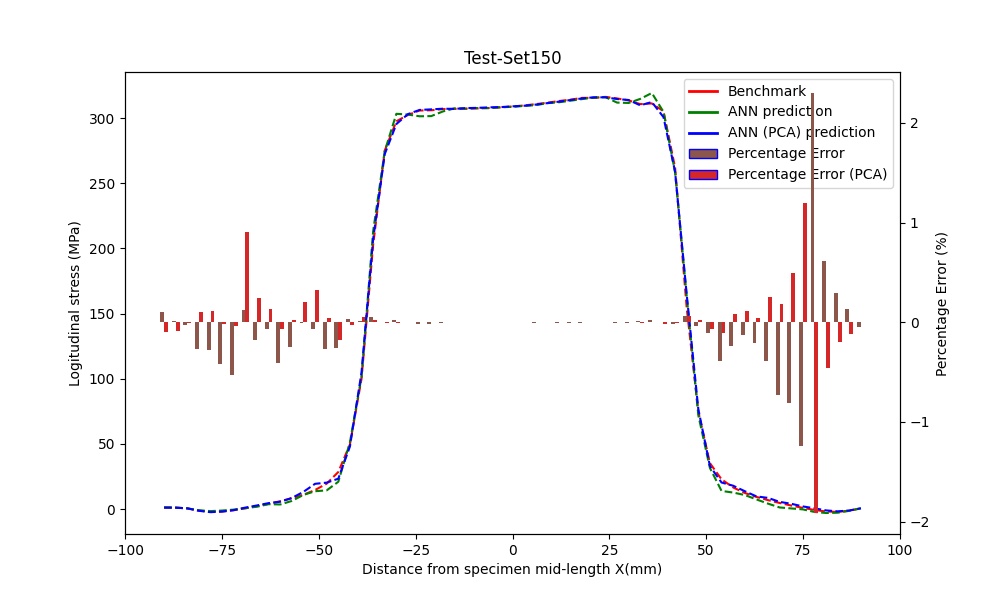 Test-Set150
Benchmark
ANN prediction
ANN (PCA) prediction
Percentage Error
Percentage Error (PCA)
300
250
200
150
100
50
0
Logitudinal stress (MPa)
2
1
0
−1
−2
Percentage Error (%)
−100 −75 −50 −25 0 25 50 75 100
Distance from specimen mid-length X(mm)